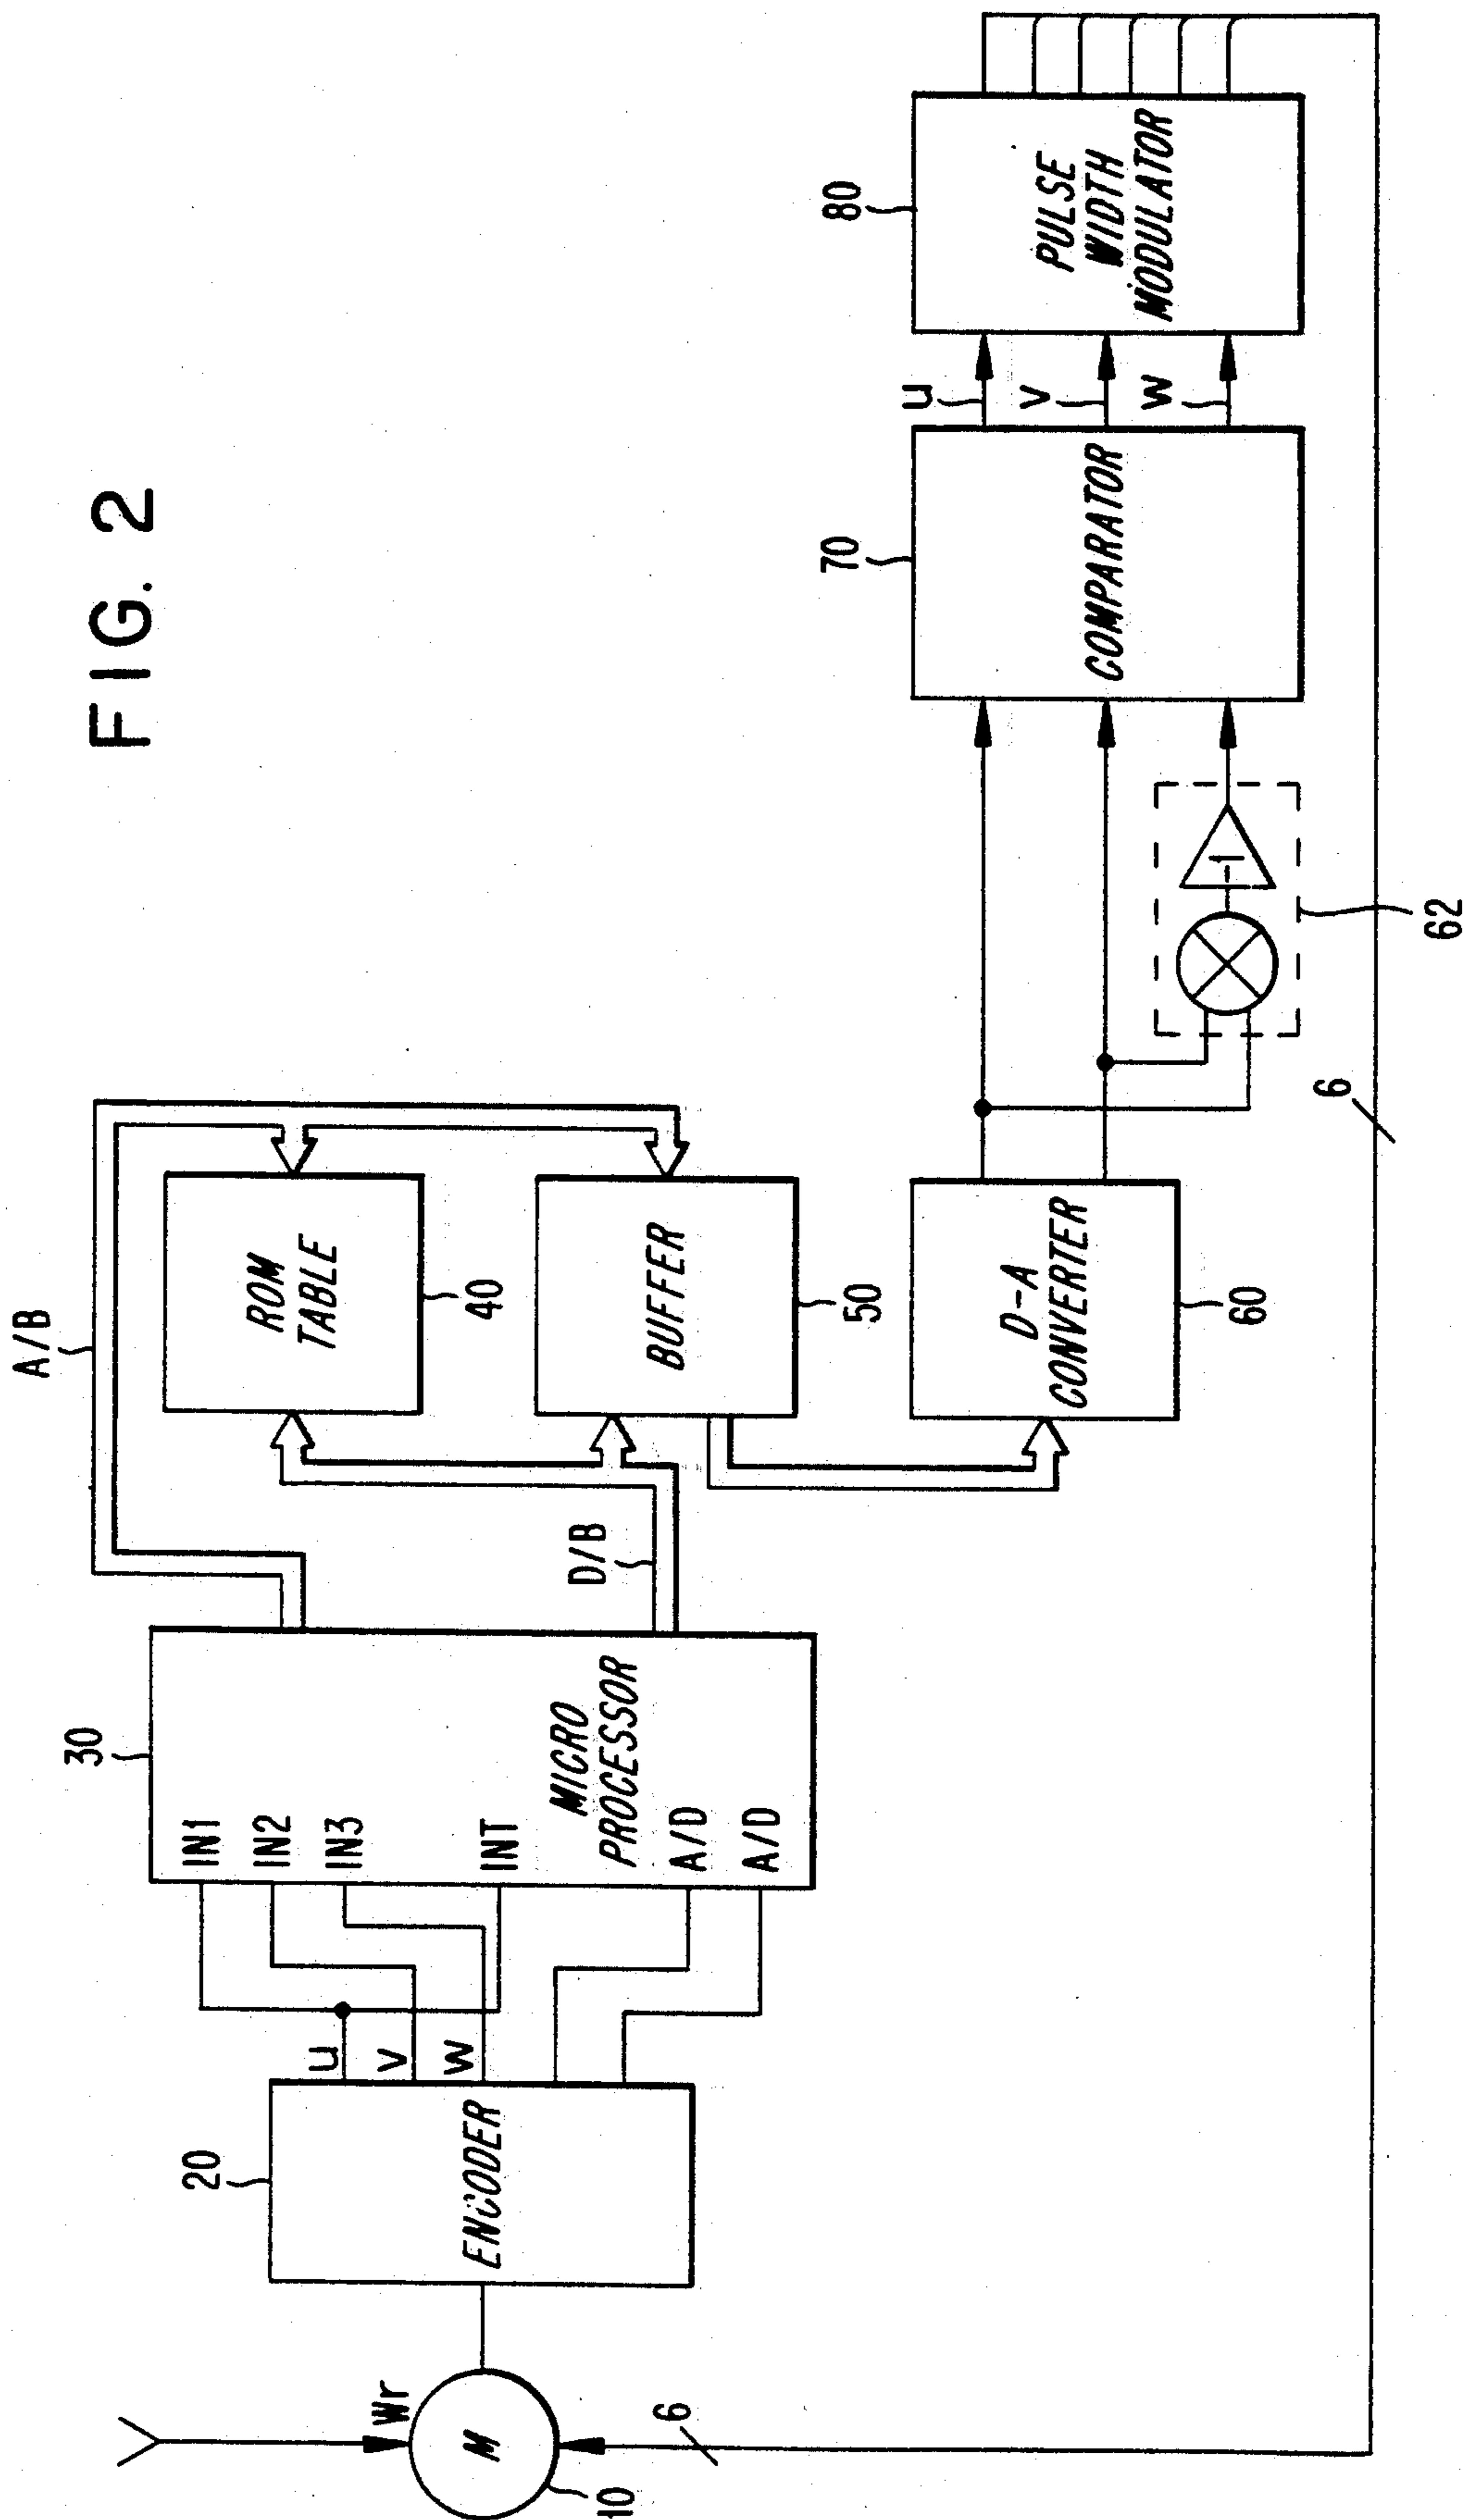 FIG. 2
A/B
30
IN1
IN2
IN3
INT
MICRO
PROCESSOR
A/D
A/D
D/B
ROM
TABLE
40
BUFFER
50
20
u
v
w
ENCODER
Wr
M
10
6
D-A
CONVERTER
60
62
-1
70
COMPARATOR
u
v
w
80
PULSE
WIDTH
MODULATOR
6